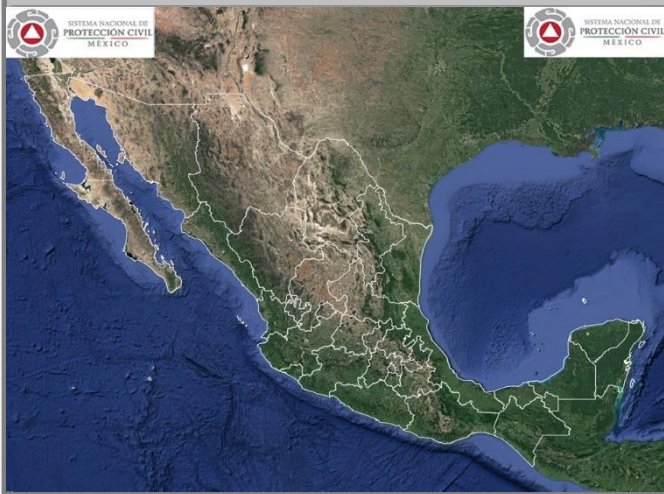 SISTEMA NACIONAL DE
PROTECCIÓN CIVIL
MÉXICO
SISTEMA NACIONAL DE
PROTECCIÓN CIVIL
MÉXICO